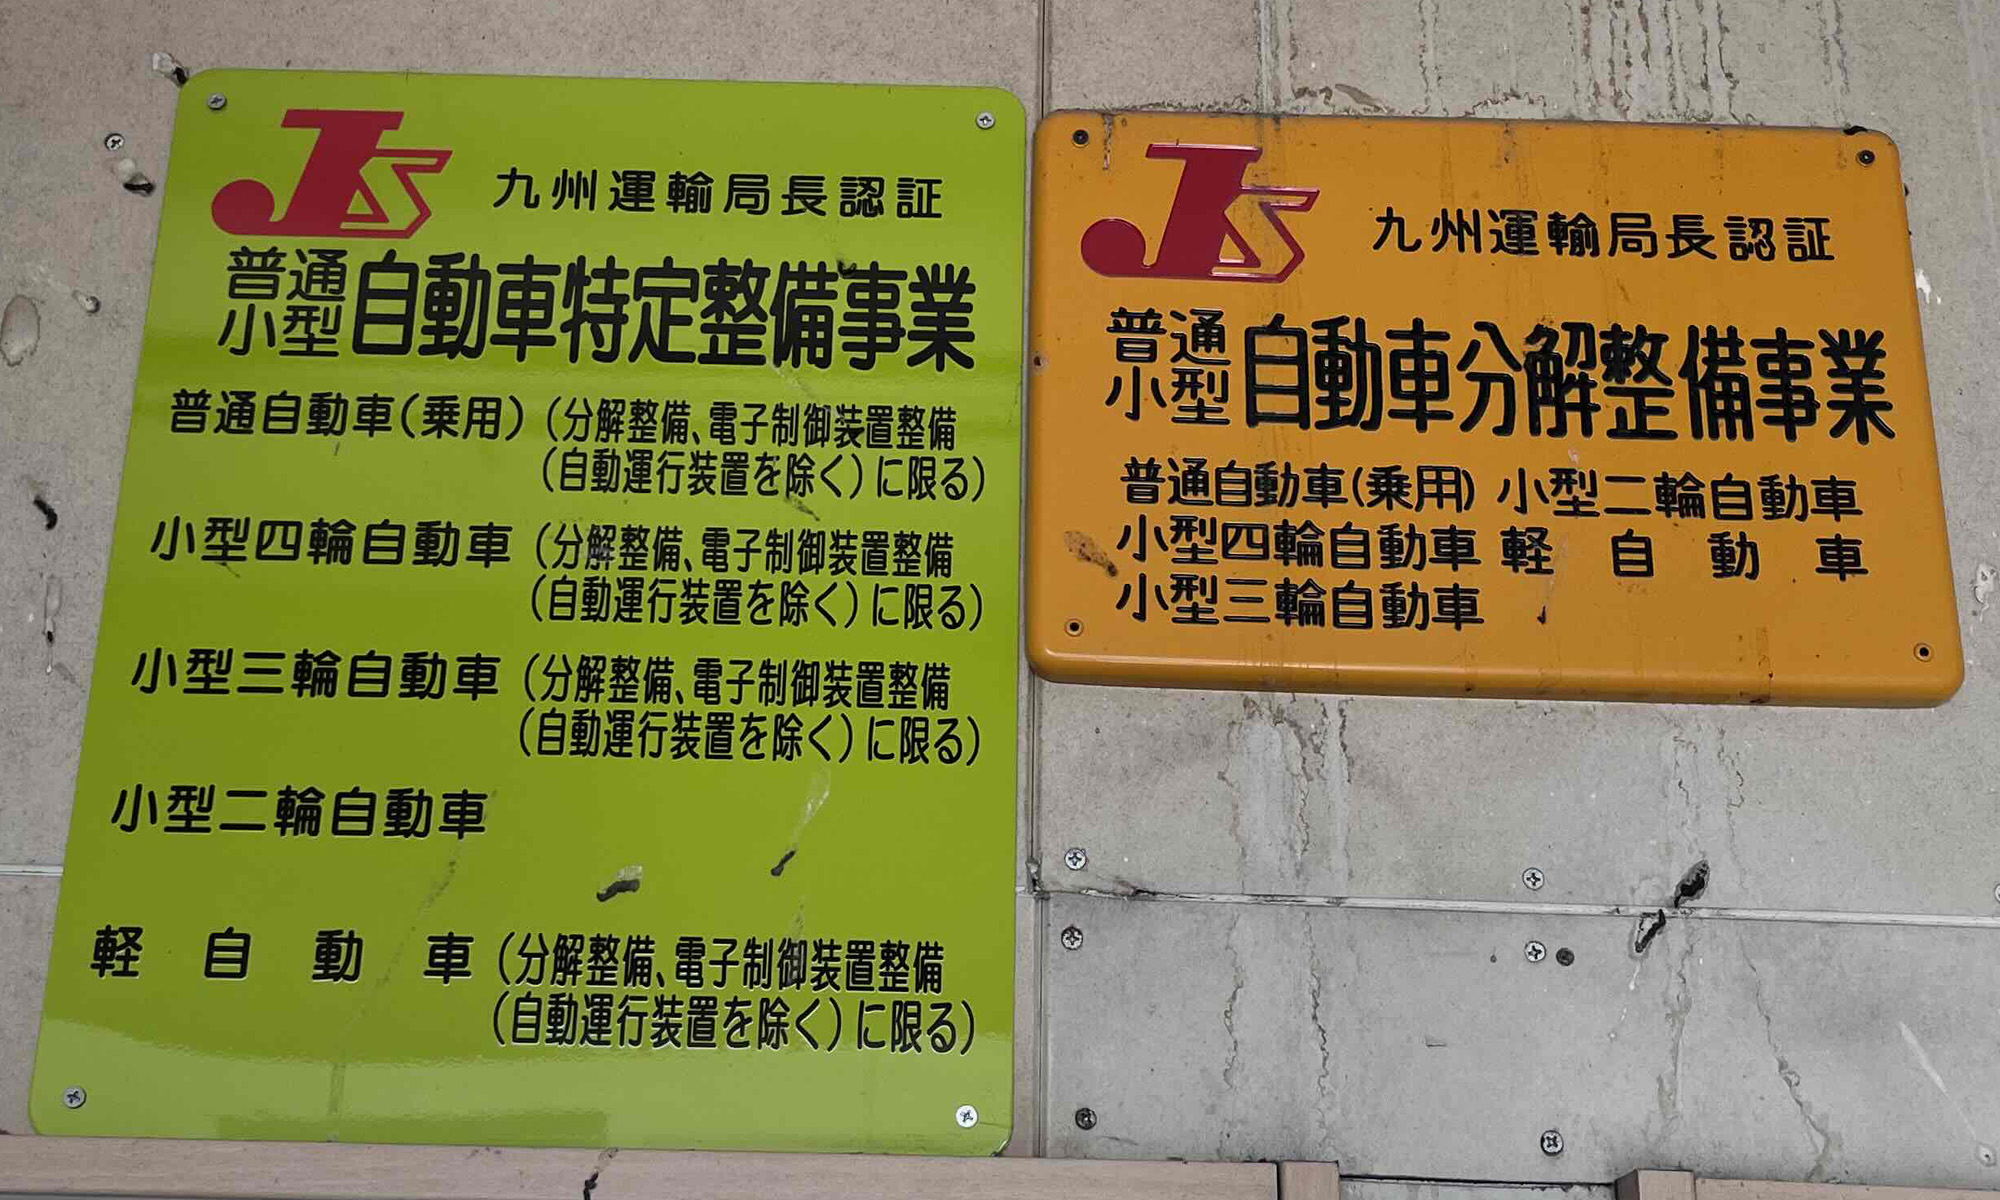 JS 九州運輸局長認証
普通
小型
自動車特定整備事業
普通自動車(乗用)(分解整備、電子制御装置整備
(自動運行装置を除く)に限る)
小型四輪自動車(分解整備、電子制御装置整備
(自動運行装置を除く)に限る)
小型三輪自動車(分解整備、電子制御装置整備
(自動運行装置を除く)に限る)
小型二輪自動車
軽自動車(分解整備、電子制御装置整備
(自動運行装置を除く)に限る)
JS 九州運輸局長認証
普通
小型
自動車分解整備事業
普通自動車(乗用) 小型二輪自動車
小型四輪自動車 軽自動車
小型三輪自動車